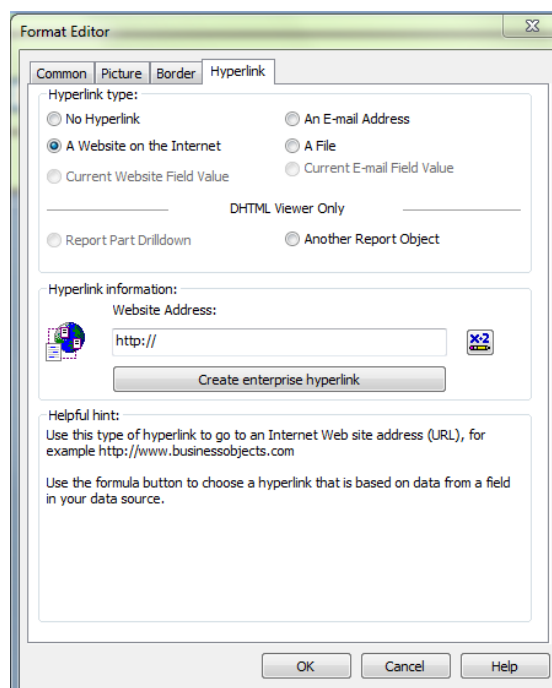 Format Editor
Common Picture Border Hyperlink
Hyperlink type:
No Hyperlink
An E-mail Address
A Website on the Internet
A File
Current Website Field Value
Current E-mail Field Value
DHTML Viewer Only
Report Part Drilldown
Another Report Object
Hyperlink information:
Website Address:
http://
X-2
Create enterprise hyperlink
Helpful hint:
Use this type of hyperlink to go to an Internet Web site address (URL), for
example http://www.businessobjects.com
Use the formula button to choose a hyperlink that is based on data from a field
in your data source.
OK Cancel Help